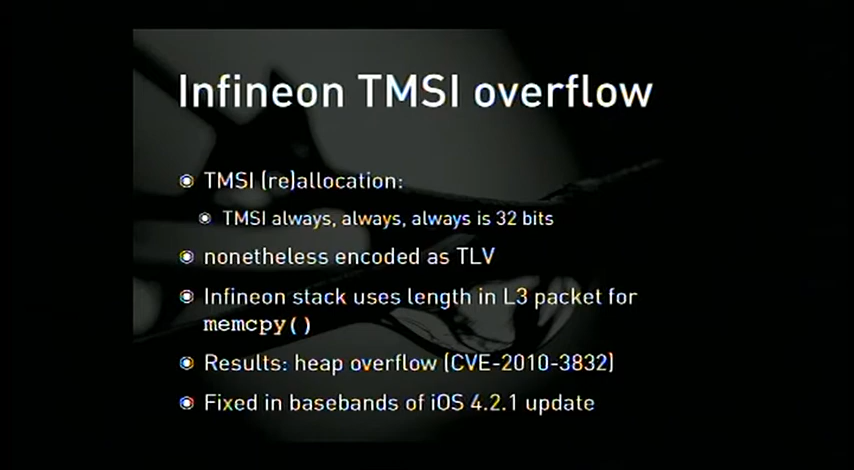 Infineon TMSI overflow
TMSI (re)allocation:
TMSI always, always, always is 32 bits
nonetheless encoded as TLV
Infineon stack uses length in L3 packet for
memcpy()
Results: heap overflow (CVE-2010-3832)
Fixed in basebands of iOS 4.2.1 update